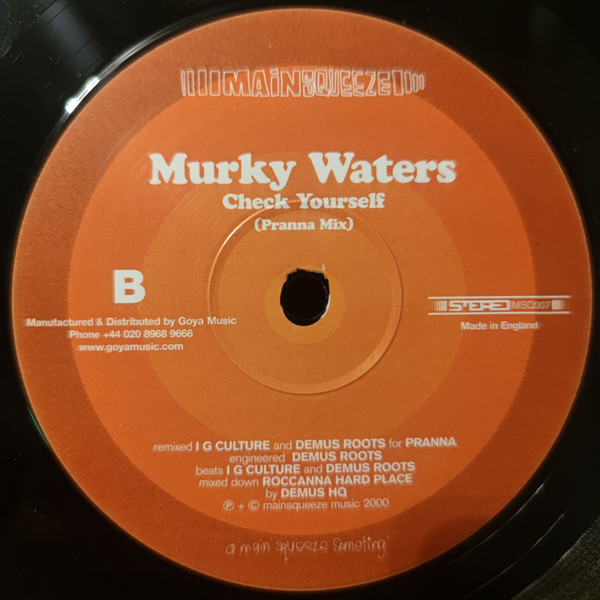 MAiNSQUEEZE
Murky Waters
Check Yourself
(Pranna Mix)
B
Manufactured & Distributed by Goya Music
Phone +44 020 8968 9666
www.goyamusic.com
STEREO MSQ007
Made in England
remixed I G CULTURE and DEMUS ROOTS for PRANNA
engineered DEMUS ROOTS
beats I G CULTURE and DEMUS ROOTS
mixed down ROCCANNA HARD PLACE
by DEMUS HQ
℗ + © mainsqueeze music 2000
a main squeeze someting